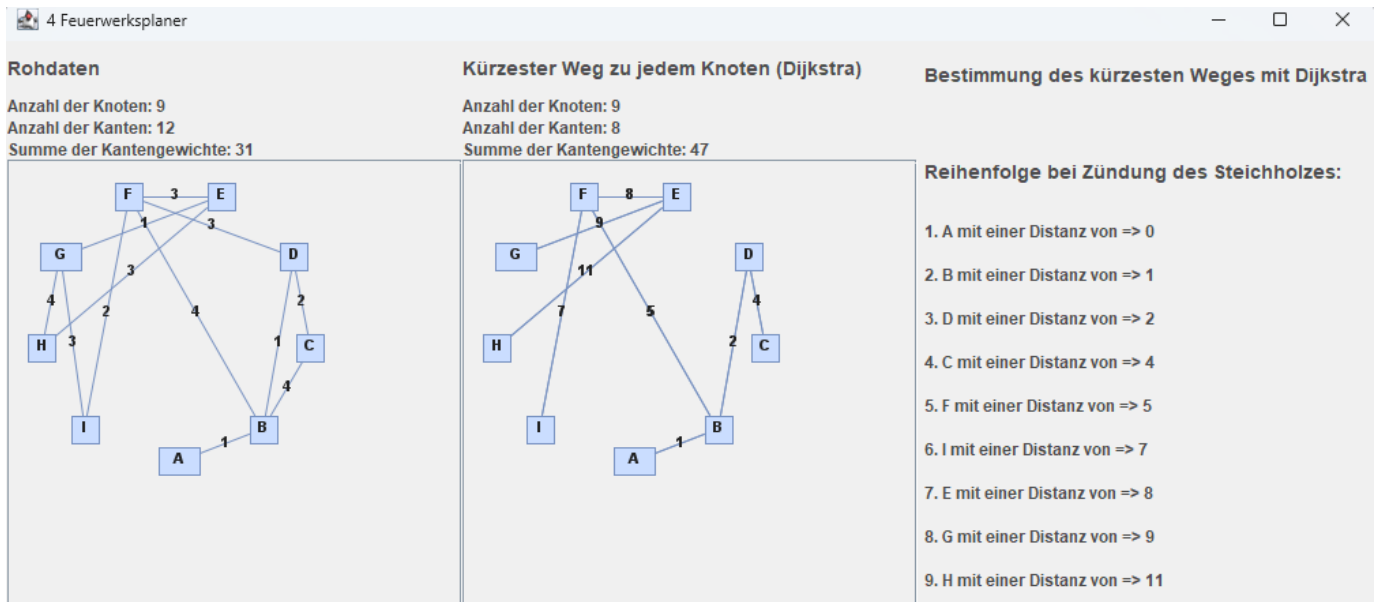 4 Feuerwerksplaner
Rohdaten
Anzahl der Knoten: 9
Anzahl der Kanten: 12
Summe der Kantengewichte: 31
F
3
E
1
3
G
D
3
4
2
2
4
H
3
1
C
4
I
B
1
A
Kürzester Weg zu jedem Knoten (Dijkstra)
Anzahl der Knoten: 9
Anzahl der Kanten: 8
Summe der Kantengewichte: 47
F
8
E
9
G
D
11
4
7
5
H
2
C
I
B
1
A
Bestimmung des kürzesten Weges mit Dijkstra
Reihenfolge bei Zündung des Steichholzes:
1. A mit einer Distanz von => 0
2. B mit einer Distanz von => 1
3. D mit einer Distanz von => 2
4. C mit einer Distanz von => 4
5. F mit einer Distanz von => 5
6. I mit einer Distanz von => 7
7. E mit einer Distanz von => 8
8. G mit einer Distanz von => 9
9. H mit einer Distanz von => 11